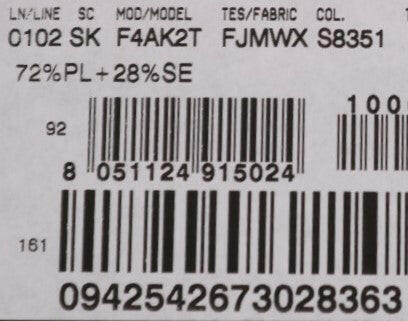 LN/LINE SC MOD/MODEL TES/FABRIC COL.
0102 SK F4AK2T FJMWX S8351
72%PL+28%SE
100
92
8 051124 915024
161
0942542673028363